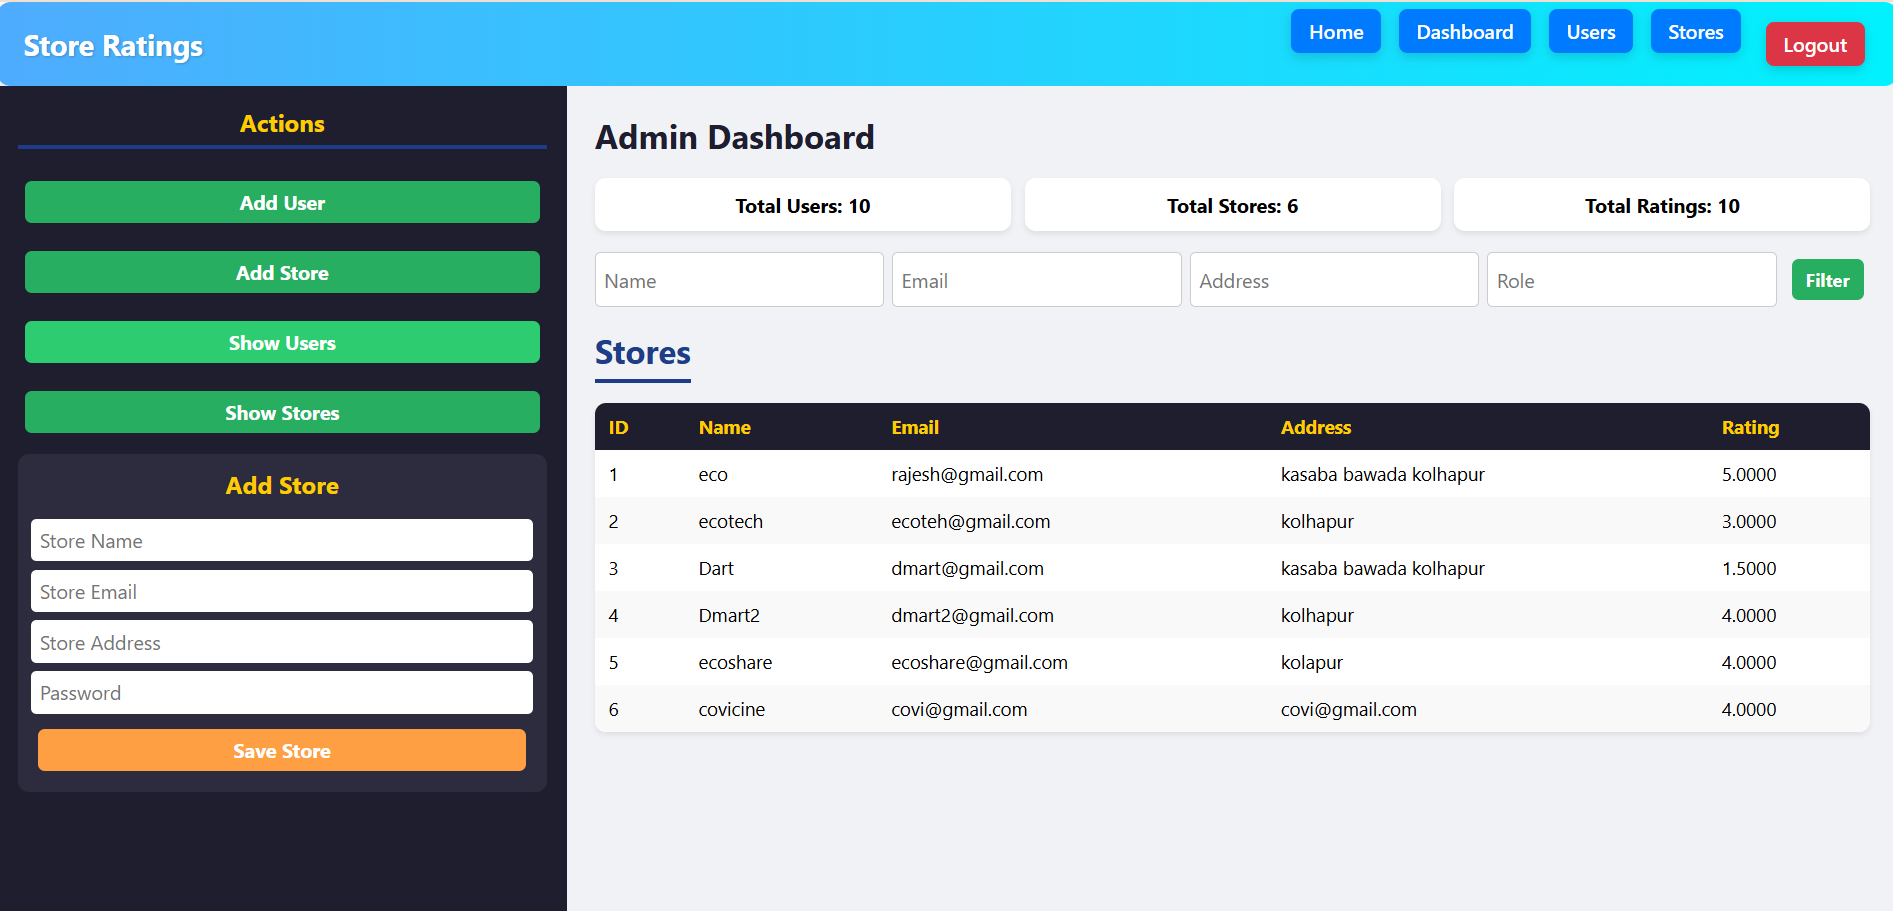 Store Ratings
Home Dashboard Users Stores Logout
Actions
Add User
Add Store
Show Users
Show Stores
Add Store
Store Name
Store Email
Store Address
Password
Save Store
Admin Dashboard
Total Users: 10 Total Stores: 6 Total Ratings: 10
Name Email Address Role Filter
Stores
ID Name Email Address Rating
1 eco rajesh@gmail.com kasaba bawada kolhapur 5.0000
2 ecotech ecoteh@gmail.com kolhapur 3.0000
3 Dart dmart@gmail.com kasaba bawada kolhapur 1.5000
4 Dmart2 dmart2@gmail.com kolhapur 4.0000
5 ecoshare ecoshare@gmail.com kolapur 4.0000
6 covicine covi@gmail.com covi@gmail.com 4.0000